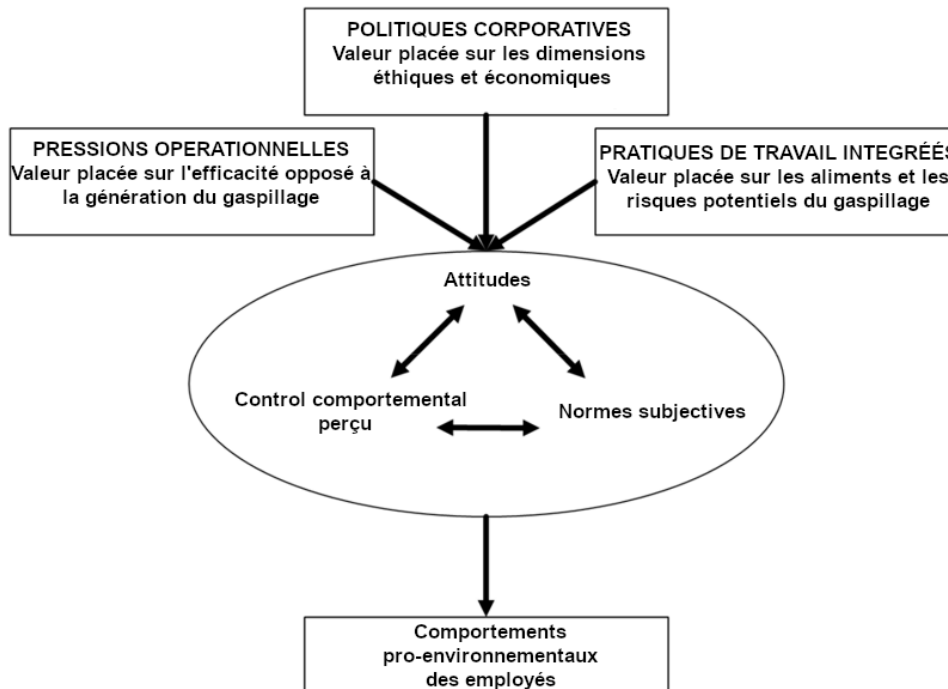 POLITIQUES CORPORATIVES
Valeur placée sur les dimensions
éthiques et économiques
PRESSIONS OPERATIONNELLES
Valeur placée sur l'efficacité opposé à
la génération du gaspillage
PRATIQUES DE TRAVAIL INTEGRÉÉS
Valeur placée sur les aliments et les
risques potentiels du gaspillage
Attitudes
Control comportemental
perçu
Normes subjectives
Comportements
pro-environnementaux
des employés